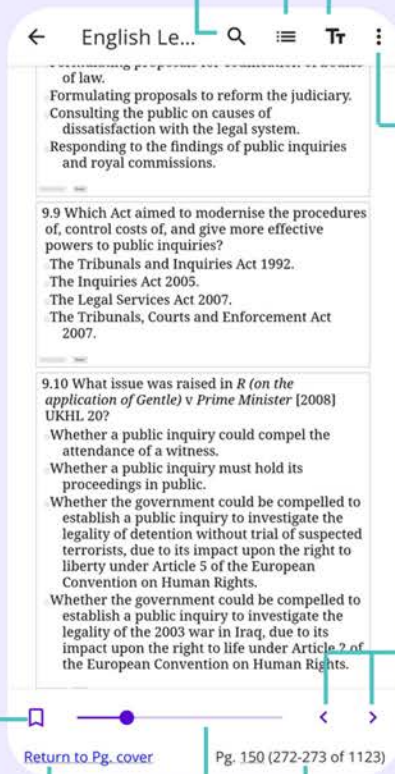 English Le...
of law.
Formulating proposals to reform the judiciary.
Consulting the public on causes of
dissatisfaction with the legal system.
Responding to the findings of public inquiries
and royal commissions.
9.9 Which Act aimed to modernise the procedures
of, control costs of, and give more effective
powers to public inquiries?
The Tribunals and Inquiries Act 1992.
The Inquiries Act 2005.
The Legal Services Act 2007.
The Tribunals, Courts and Enforcement Act
2007.
9.10 What issue was raised in R (on the
application of Gentle) v Prime Minister [2008]
UKHL 20?
Whether a public inquiry could compel the
attendance of a witness.
Whether a public inquiry must hold its
proceedings in public.
Whether the government could be compelled to
establish a public inquiry to investigate the
legality of detention without trial of suspected
terrorists, due to its impact upon the right to
liberty under Article 5 of the European
Convention on Human Rights.
Whether the government could be compelled to
establish a public inquiry to investigate the
legality of the 2003 war in Iraq, due to its
impact upon the right to life under Article 2 of
the European Convention on Human Rights.
Return to Pg. cover
Pg. 150 (272-273 of 1123)